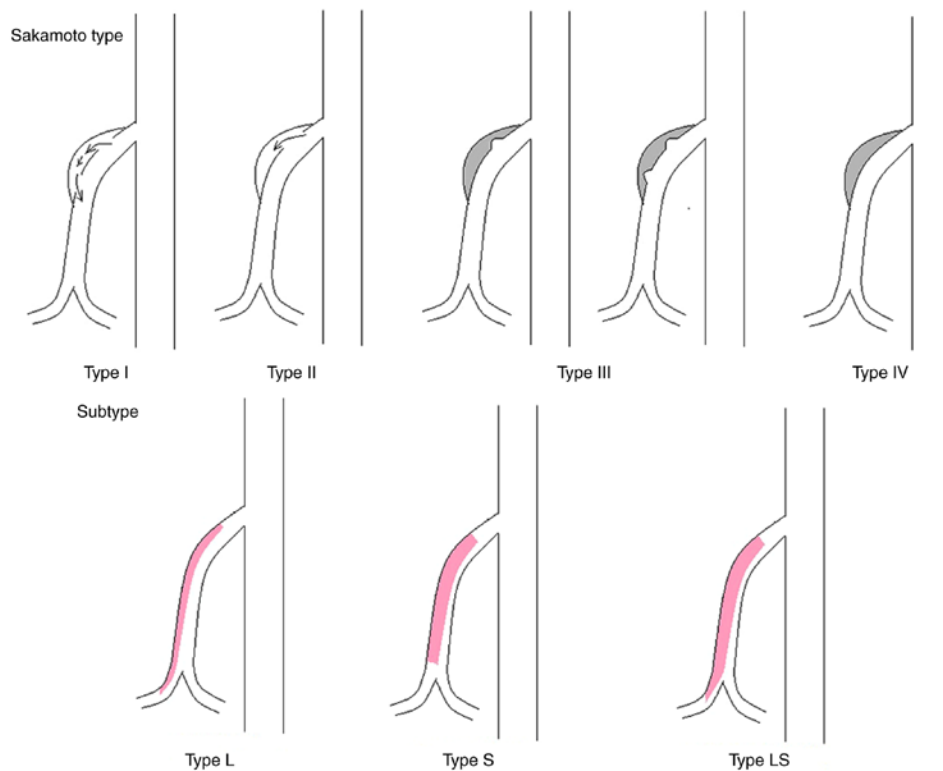 Sakamoto type
Type I
Type II
Type III
Type IV
Subtype
Type L
Type S
Type LS